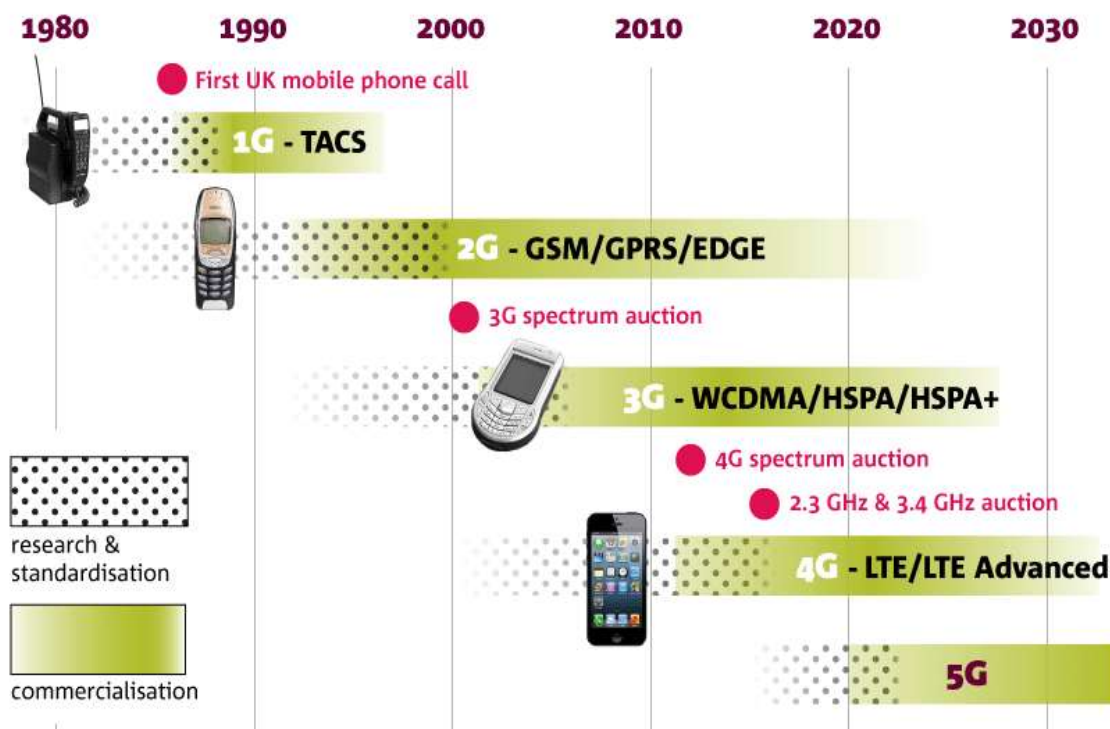 1980 1990 2000 2010 2020 2030
First UK mobile phone call
1G - TACS
2G - GSM/GPRS/EDGE
3G spectrum auction
3G - WCDMA/HSPA/HSPA+
4G spectrum auction
2.3 GHz & 3.4 GHz auction
research &
standardisation
4G - LTE/LTE Advanced
commercialisation
5G